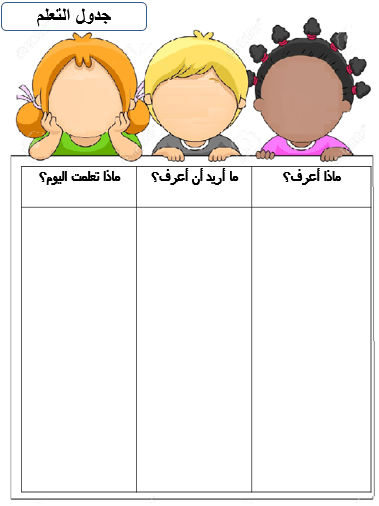 جدول التعلم
ماذا أعرف؟
ما أريد أن أعرف؟
ماذا تعلمت اليوم؟